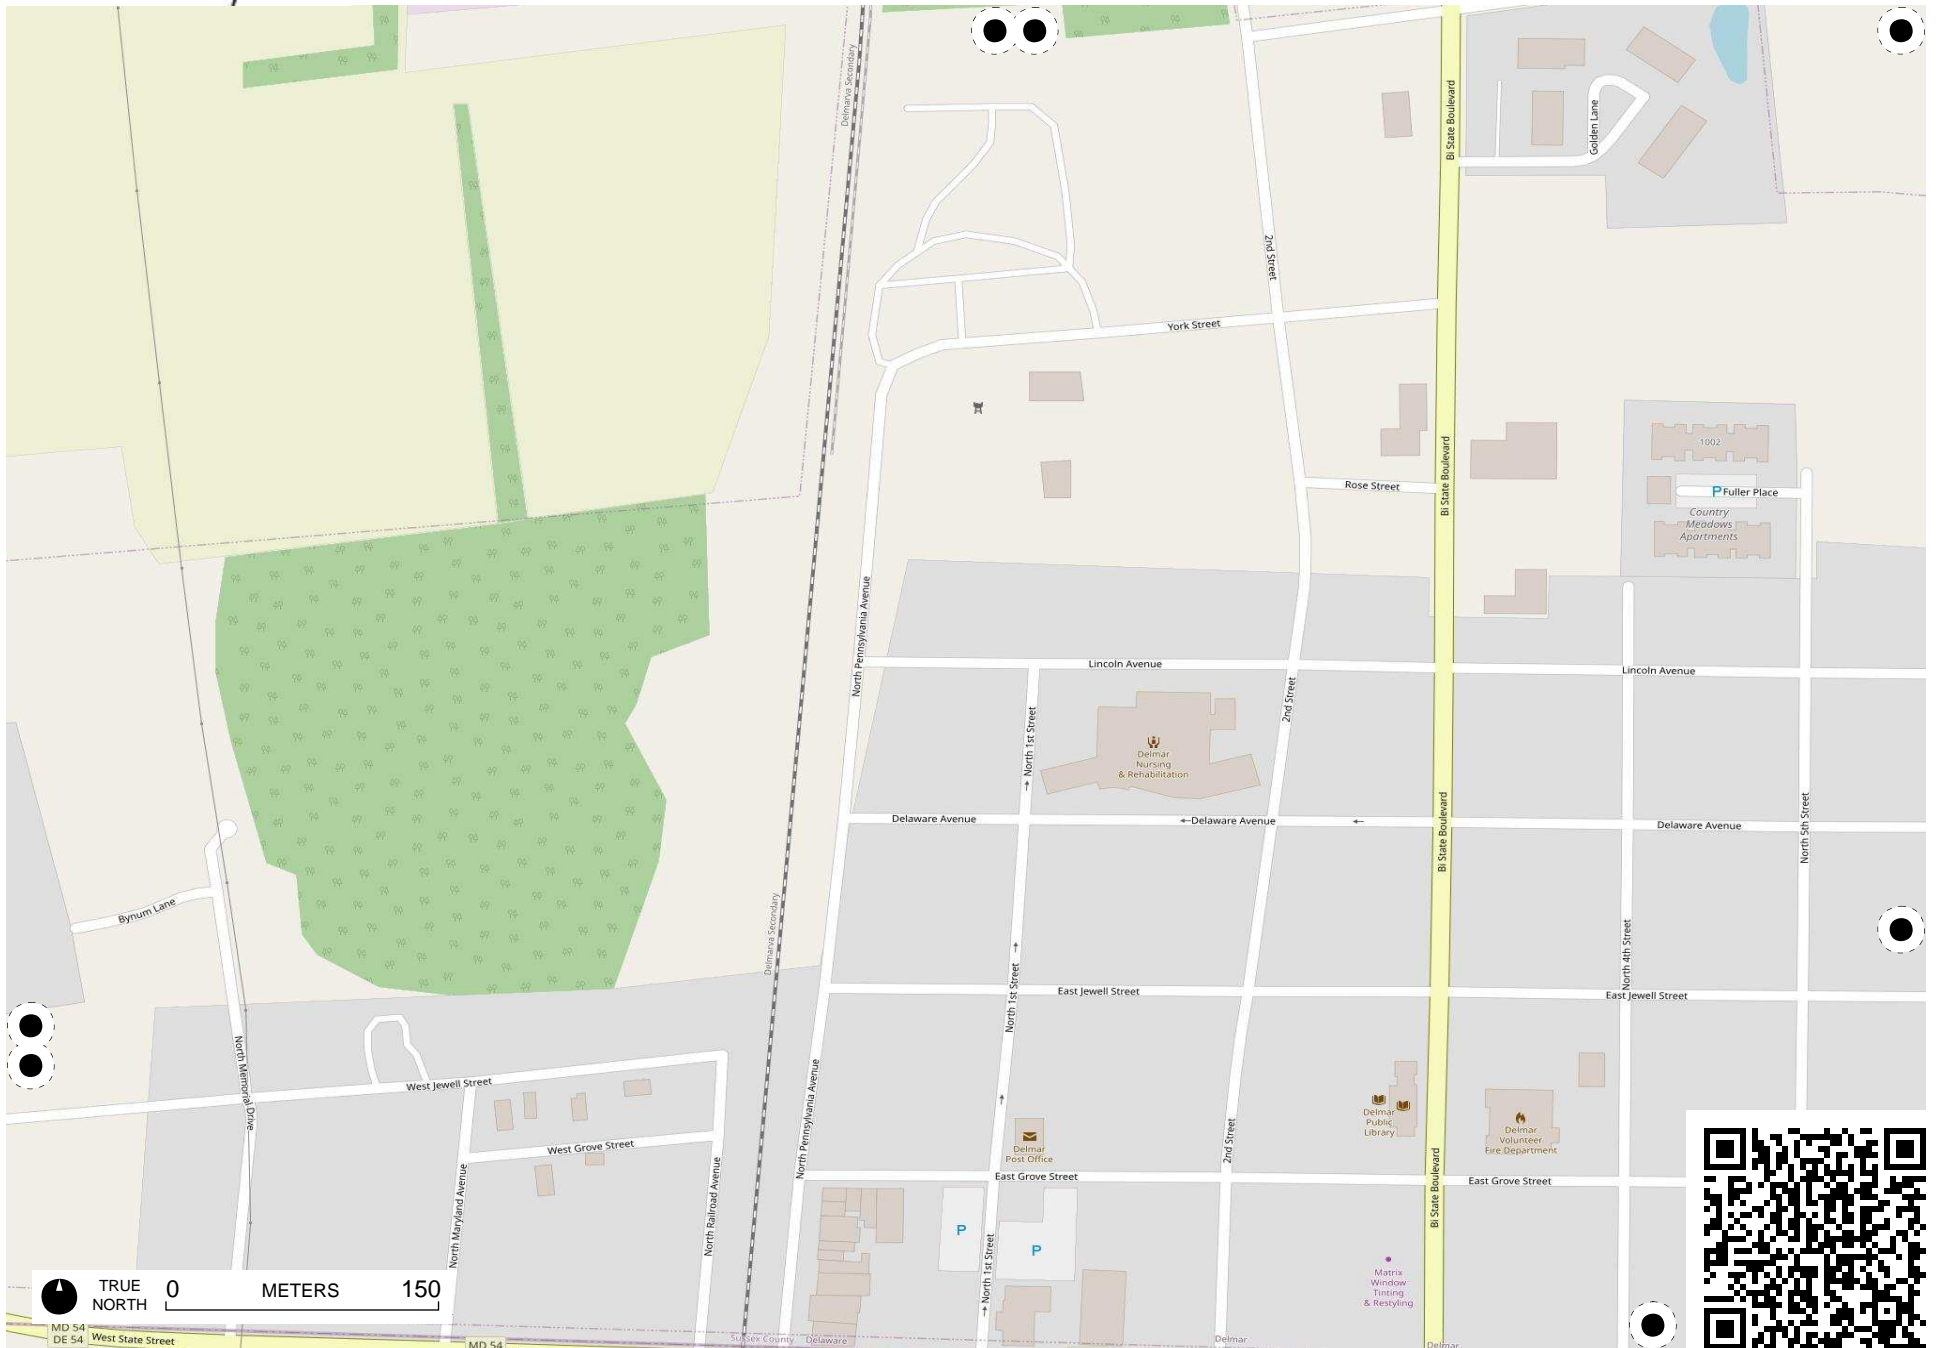 Delmarva Secondary
Bi State Boulevard
Golden Lane
2nd Street
York Street
Bi State Boulevard
1002
Rose Street
P
Fuller Place
Country
Meadows
Apartments
North Pennsylvania Avenue
Lincoln Avenue
Lincoln Avenue
2nd Street
North 1st Street
Delmar
Nursing
& Rehabilitation
Delaware Avenue
←Delaware Avenue
←
Delaware Avenue
Bi State Boulevard
North 5th Street
Bynum Lane
Delmarva Secondary
North 4th Street
North 1st Street
East Jewell Street
East Jewell Street
North Memorial Drive
West Jewell Street
North Pennsylvania Avenue
Delmar
Public
Library
Delmar
Volunteer
Fire Department
West Grove Street
Delmar
Post Office
2nd Street
East Grove Street
East Grove Street
North Maryland Avenue
North Railroad Avenue
Bi State Boulevard
P
P
North 1st Street
Matrix
Window
Tinting
& Restyling
TRUE
NORTH
0 METERS 150
MD 54
DE 54
West State Street
MD 54
Sussex County
Delaware
Delmar
Delmar